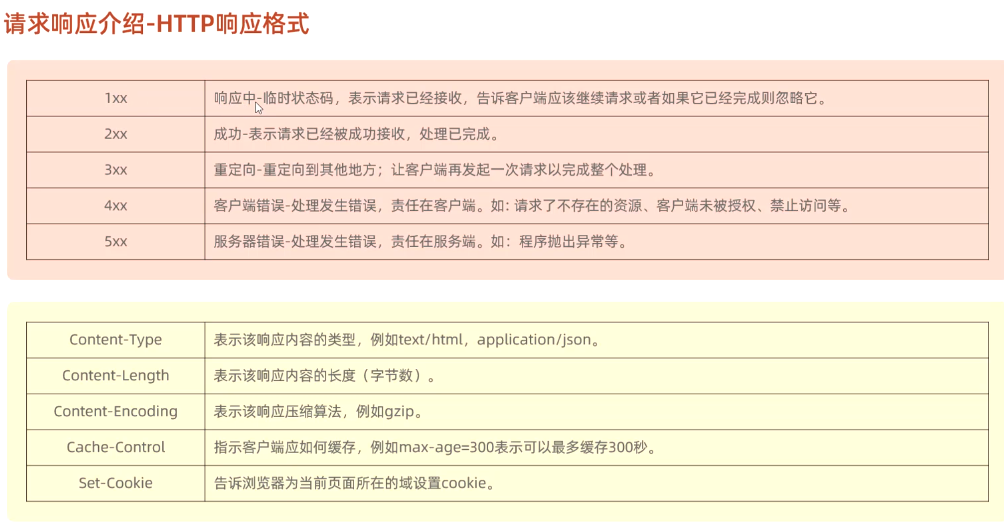 请求响应介绍-HTTP响应格式
1xx 响应中-临时状态码，表示请求已经接收，告诉客户端应该继续请求或者如果它已经完成则忽略它。
2xx 成功-表示请求已经被成功接收，处理已完成。
3xx 重定向-重定向到其他地方；让客户端再发起一次请求以完成整个处理。
4xx 客户端错误-处理发生错误，责任在客户端。如：请求了不存在的资源、客户端未被授权、禁止访问等。
5xx 服务器错误-处理发生错误，责任在服务端。如：程序抛出异常等。
Content-Type 表示该响应内容的类型，例如text/html，application/json。
Content-Length 表示该响应内容的长度（字节数）。
Content-Encoding 表示该响应压缩算法，例如gzip。
Cache-Control 指示客户端应如何缓存，例如max-age=300表示可以最多缓存300秒。
Set-Cookie 告诉浏览器为当前页面所在的域设置cookie。